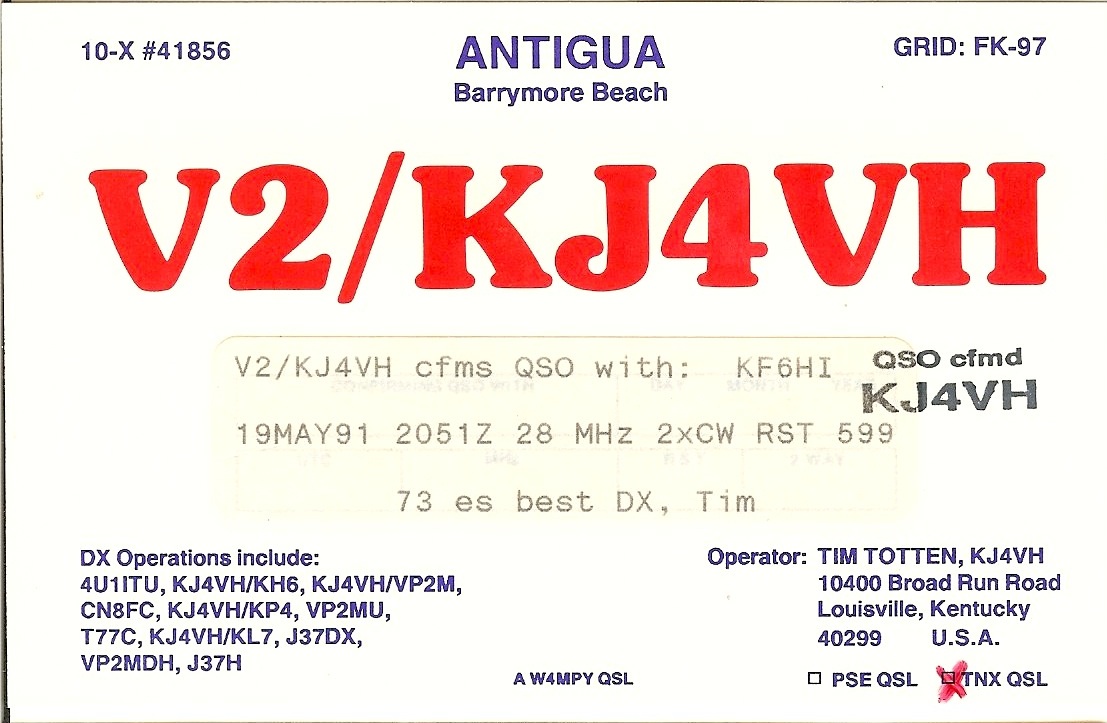 10-X #41856
ANTIGUA
GRID: FK-97
Barrymore Beach
V2/KJ4VH
V2/KJ4VH cfms QSO with: KF6HI
QSO cfmd
KJ4VH
19MAY91 2051Z 28 MHz 2xCW RST 599
73 es best DX, Tim
DX Operations include:
4U1ITU, KJ4VH/KH6, KJ4VH/VP2M,
CN8FC, KJ4VH/KP4, VP2MU,
T77C, KJ4VH/KL7, J37DX,
VP2MDH, J37H
Operator: TIM TOTTEN, KJ4VH
10400 Broad Run Road
Louisville, Kentucky
40299 U.S.A.
A W4MPY QSL
PSE QSL TNX QSL